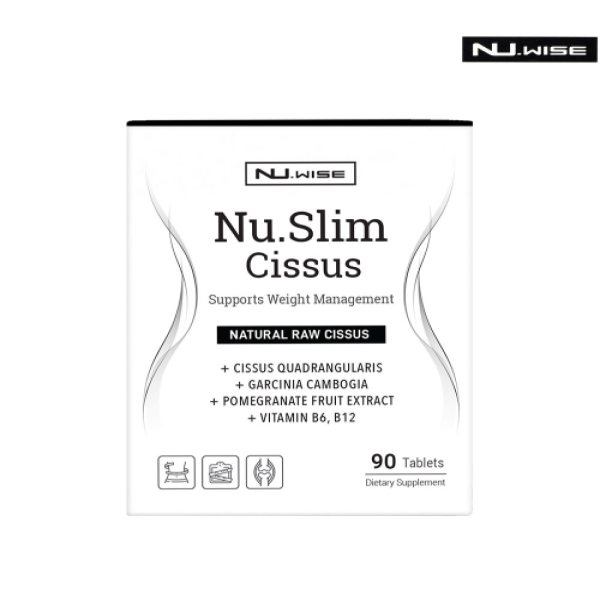 NU.WISE
NU.WISE
Nu.Slim
Cissus
Supports Weight Management
NATURAL RAW CISSUS
+ CISSUS QUADRANGULARIS
+ GARCINIA CAMBOGIA
+ POMEGRANATE FRUIT EXTRACT
+ VITAMIN B6, B12
90 Tablets
Dietary Supplement